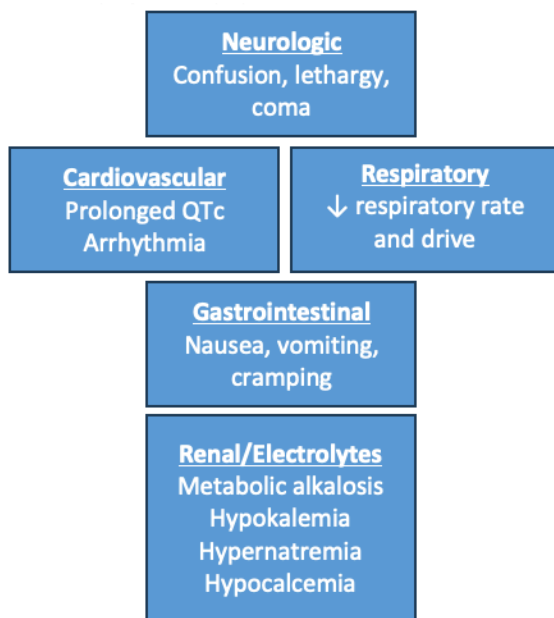 Neurologic
Confusion, lethargy,
coma
Cardiovascular
Prolonged QTc
Arrhythmia
Respiratory
↓ respiratory rate
and drive
Gastrointestinal
Nausea, vomiting,
cramping
Renal/Electrolytes
Metabolic alkalosis
Hypokalemia
Hypernatremia
Hypocalcemia